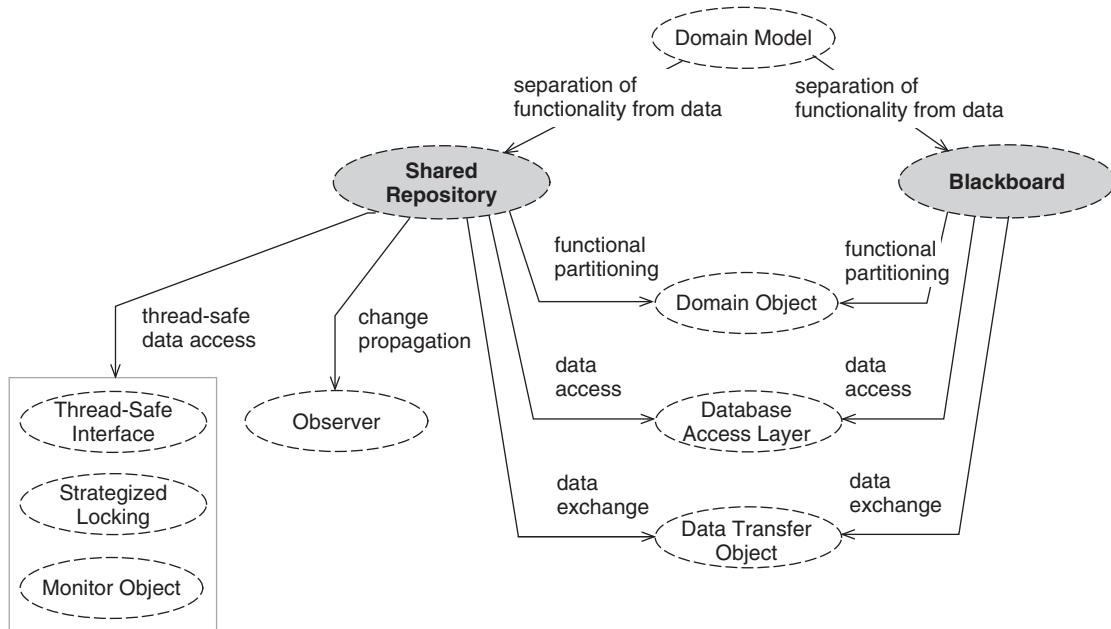 Domain Model
separation of
functionality from data
separation of
functionality from data
Shared
Repository
Blackboard
functional
partitioning
functional
partitioning
Domain Object
thread-safe
data access
change
propagation
data
access
data
access
Thread-Safe
Interface
Observer
Database
Access Layer
Strategized
Locking
data
exchange
data
exchange
Data Transfer
Object
Monitor Object